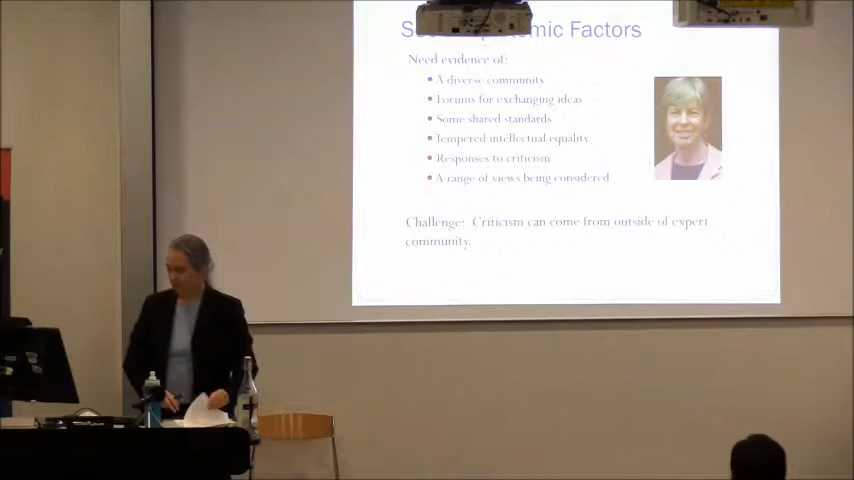 Factors
Need evidence of:
• A diverse community
• Forums for exchanging ideas
• Some shared standards
• Tempered intellectual equality
• Responses to criticism
• A range of views being considered
Challenge: Criticism can come from outside of expert
community.